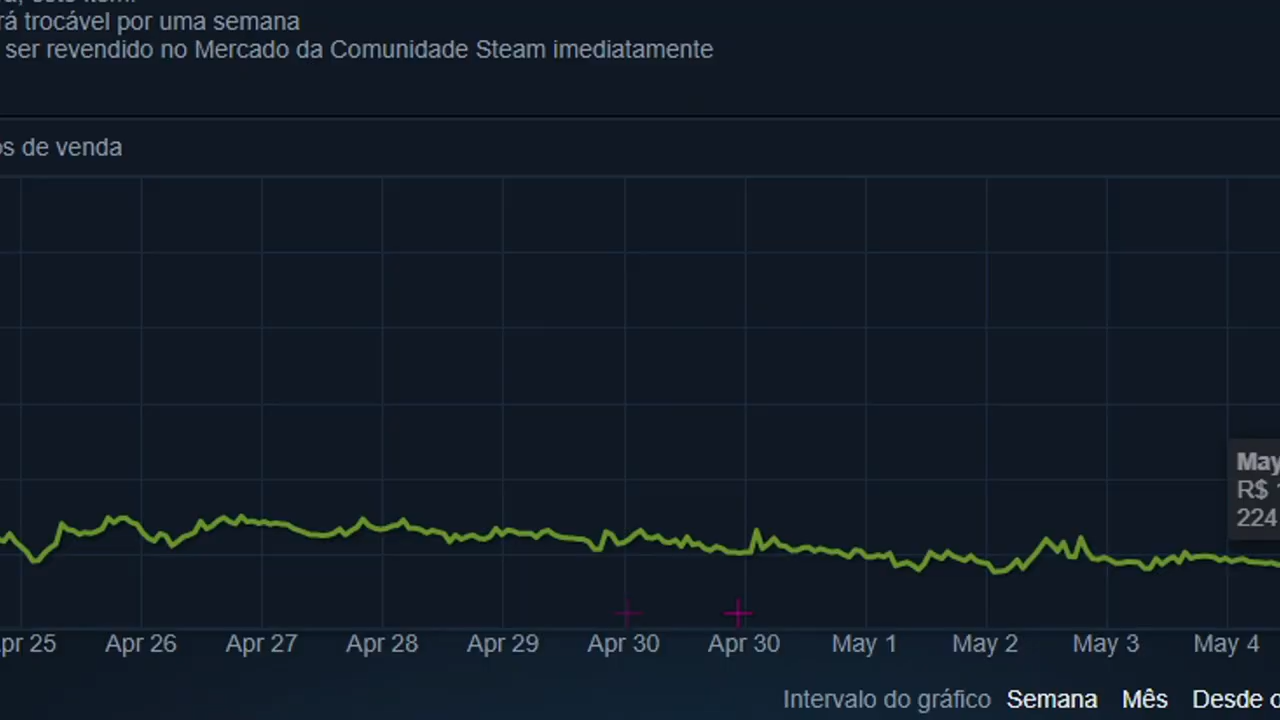 rá trocável por uma semana
ser revendido no Mercado da Comunidade Steam imediatamente
os de venda
May
R$
224
pr 25 Apr 26 Apr 27 Apr 28 Apr 29 Apr 30 Apr 30 May 1 May 2 May 3 May 4
Intervalo do gráfico Semana Mês Desde o